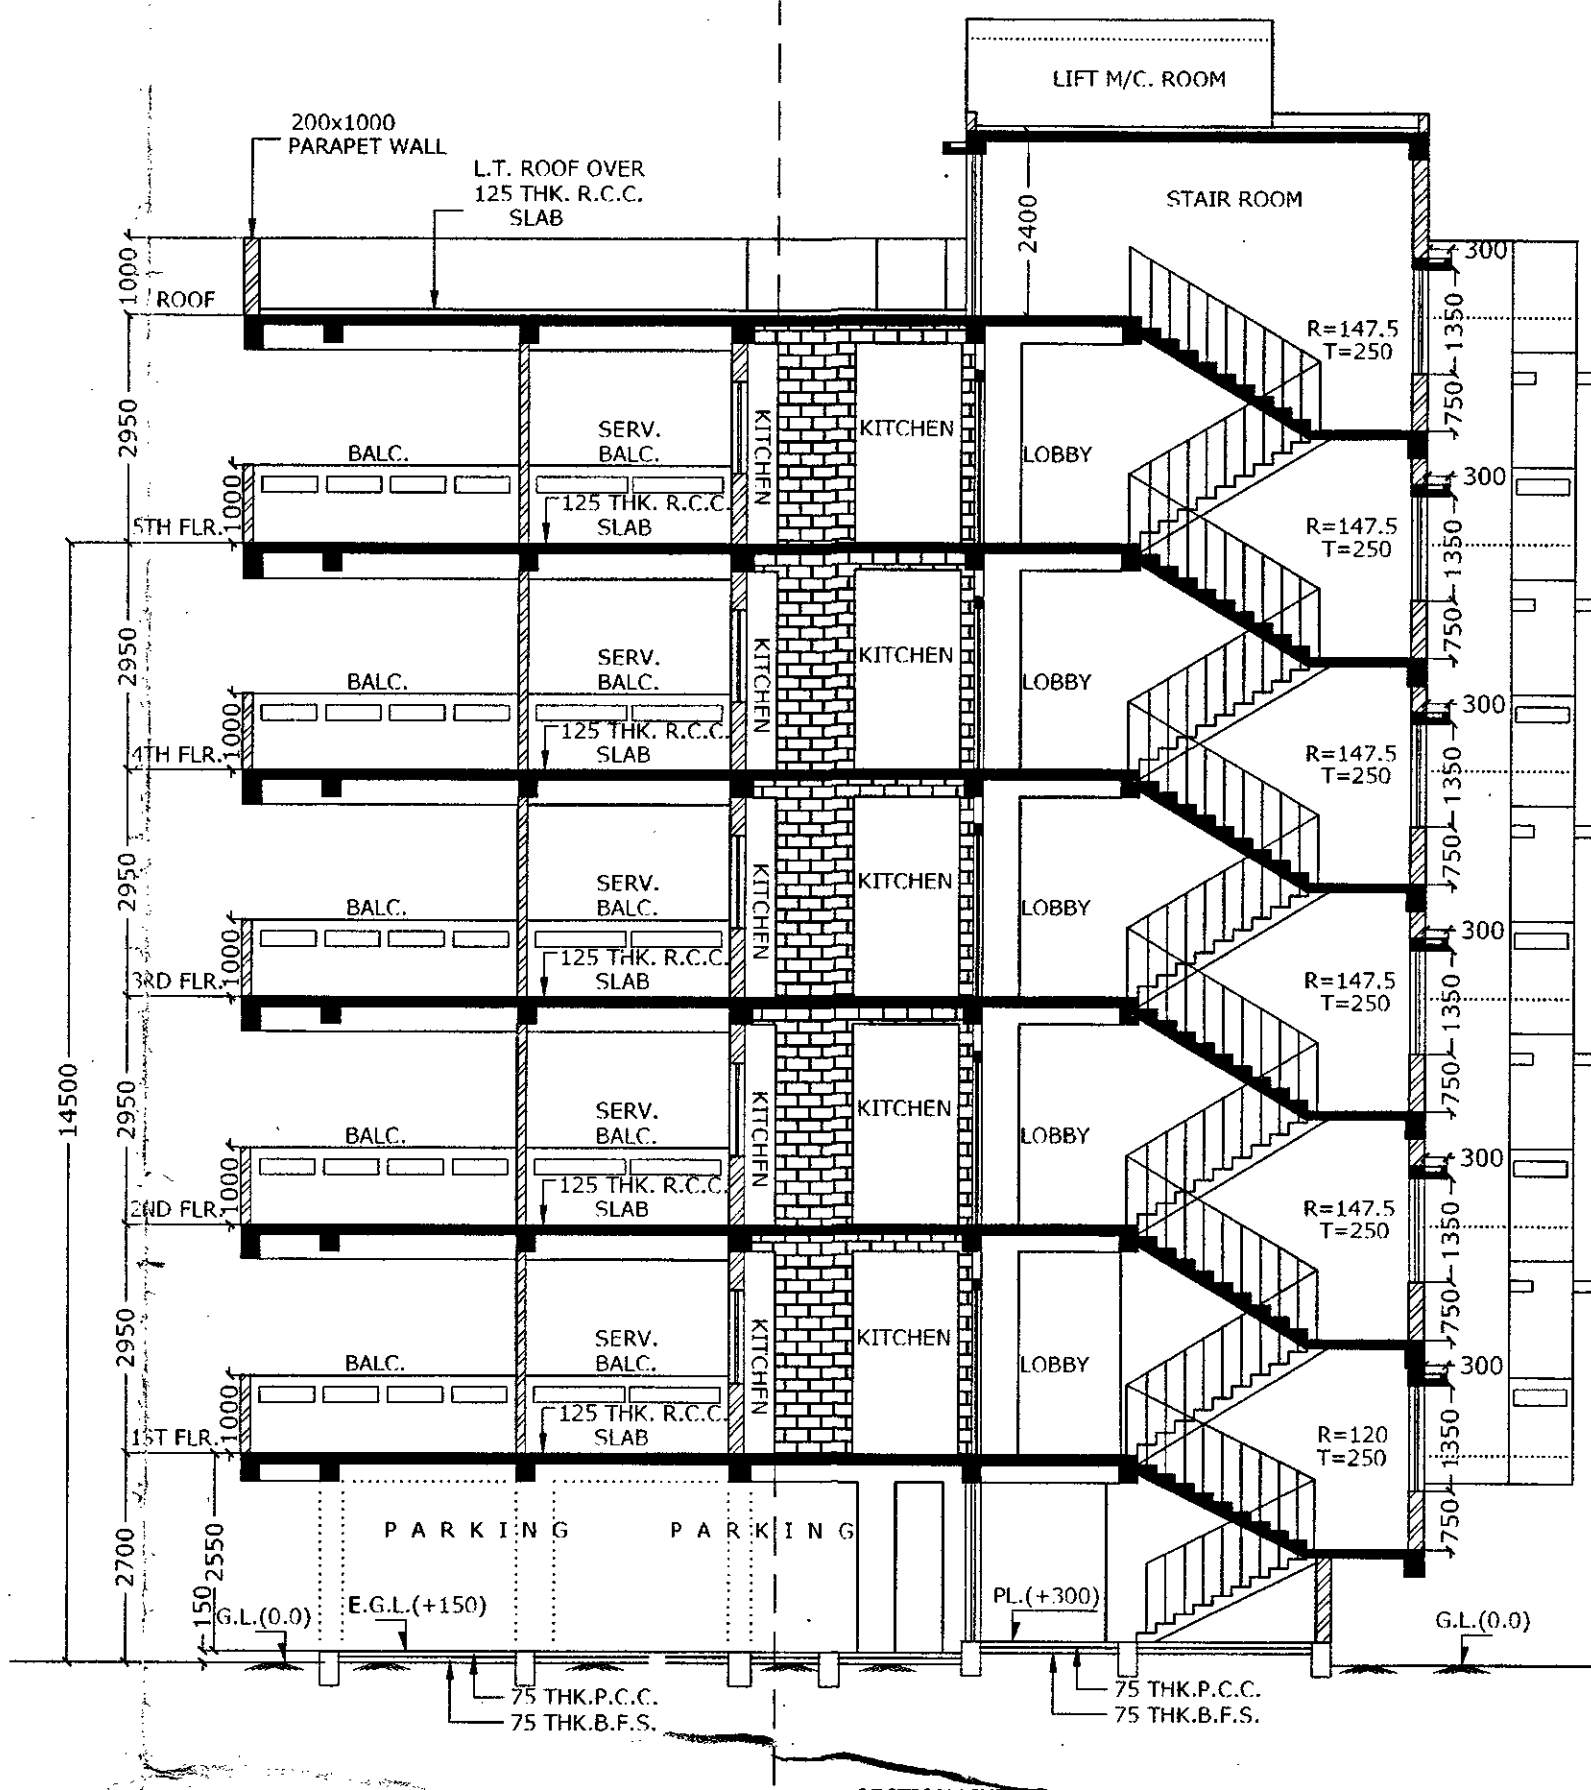 LIFT M/C. ROOM
200x1000
PARAPET WALL
L.T. ROOF OVER
125 THK. R.C.C.
SLAB
STAIR ROOM
2400
300
1000
ROOF
R=147.5
T=250
1350
750
2950
KITCHEN
KITCHEN
LOBBY
SERV.
BALC.
BALC.
1000
125 THK. R.C.C.
SLAB
5TH FLR.
300
R=147.5
T=250
1350
750
2950
KITCHEN
KITCHEN
LOBBY
SERV.
BALC.
BALC.
1000
125 THK. R.C.C.
SLAB
4TH FLR.
300
R=147.5
T=250
1350
750
2950
KITCHEN
KITCHEN
LOBBY
SERV.
BALC.
BALC.
1000
125 THK. R.C.C.
SLAB
3RD FLR.
300
R=147.5
T=250
1350
750
14500
2950
KITCHEN
KITCHEN
LOBBY
SERV.
BALC.
BALC.
1000
125 THK. R.C.C.
SLAB
2ND FLR.
300
R=147.5
T=250
1350
750
2950
KITCHEN
KITCHEN
LOBBY
SERV.
BALC.
BALC.
1000
125 THK. R.C.C.
SLAB
1ST FLR.
300
R=120
T=250
1350
750
2700
2550
150
PARKING
PARKING
G.L.(0.0)
E.G.L.(+150)
PL.(+300)
G.L.(0.0)
75 THK.P.C.C.
75 THK.B.F.S.
75 THK.P.C.C.
75 THK.B.F.S.